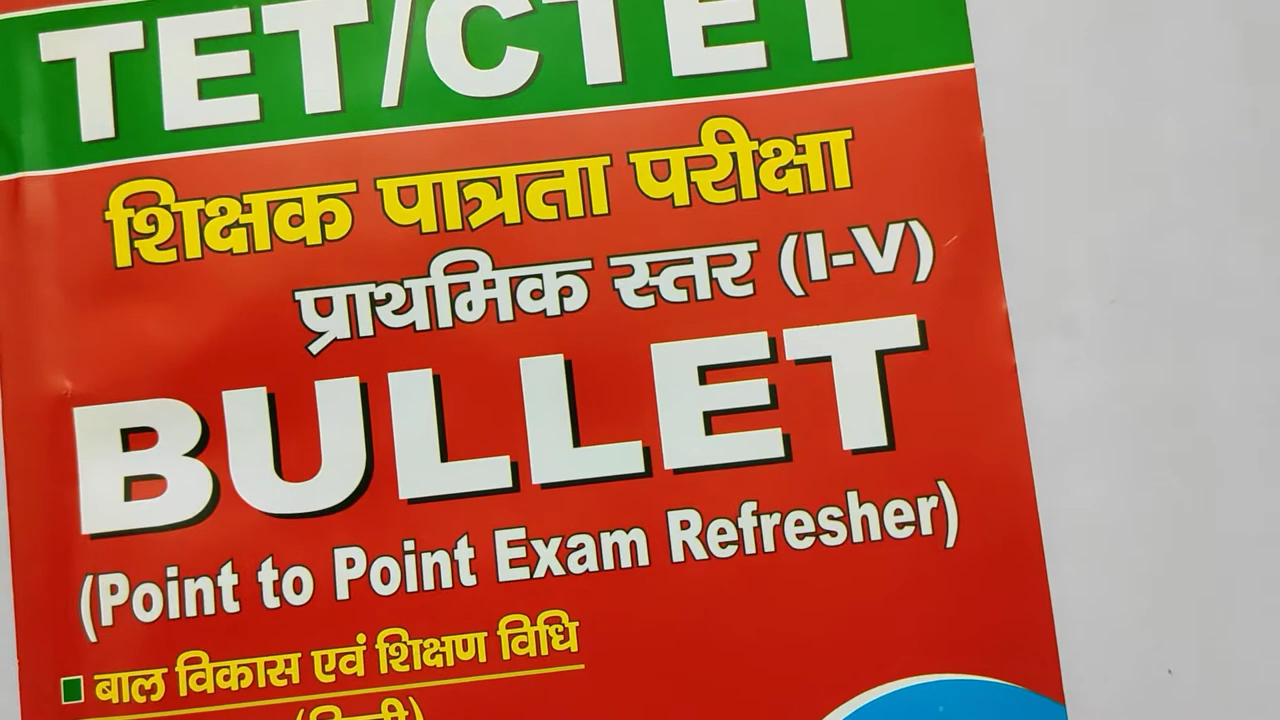 TET/CTET
शिक्षक पात्रता परीक्षा
प्राथमिक स्तर (I-V)
BULLET
(Point to Point Exam Refresher)
बाल विकास एवं शिक्षण विधि